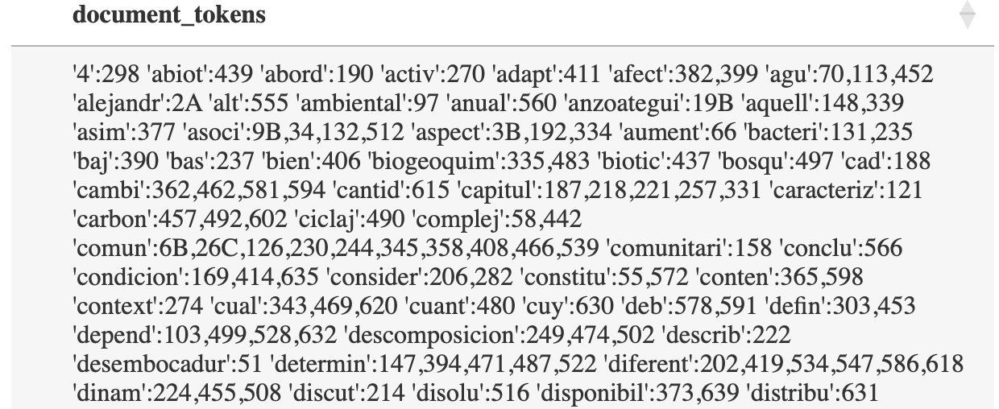 document_tokens
'4':298 'abiot':439 'abord':190 'activ':270 'adapt':411 'afect':382,399 'agu':70,113,452
'alejandr':2A 'alt':555 'ambiental':97 'anual':560 'anzoategui':19B 'aquell':148,339
'asim':377 'asoci':9B,34,132,512 'aspect':3B,192,334 'aument':66 'bacteri':131,235
'baj':390 'bas':237 'bien':406 'biogeoquim':335,483 'biotic':437 'bosqu':497 'cad':188
'cambi':362,462,581,594 'cantid':615 'capitul':187,218,221,257,331 'caracteriz':121
'carbon':457,492,602 'ciclaj':490 'complej':58,442
'comun':6B,26C,126,230,244,345,358,408,466,539 'comunitari':158 'conclu':566
'condicion':169,414,635 'consider':206,282 'constitu':55,572 'conten':365,598
'context':274 'cual':343,469,620 'cuant':480 'cuy':630 'deb':578,591 'defin':303,453
'depend':103,499,528,632 'descomposicion':249,474,502 'describ':222
'desembocadur':51 'determin':147,394,471,487,522 'diferent':202,419,534,547,586,618
'dinam':224,455,508 'discut':214 'disolu':516 'disponibil':373,639 'distribu':631